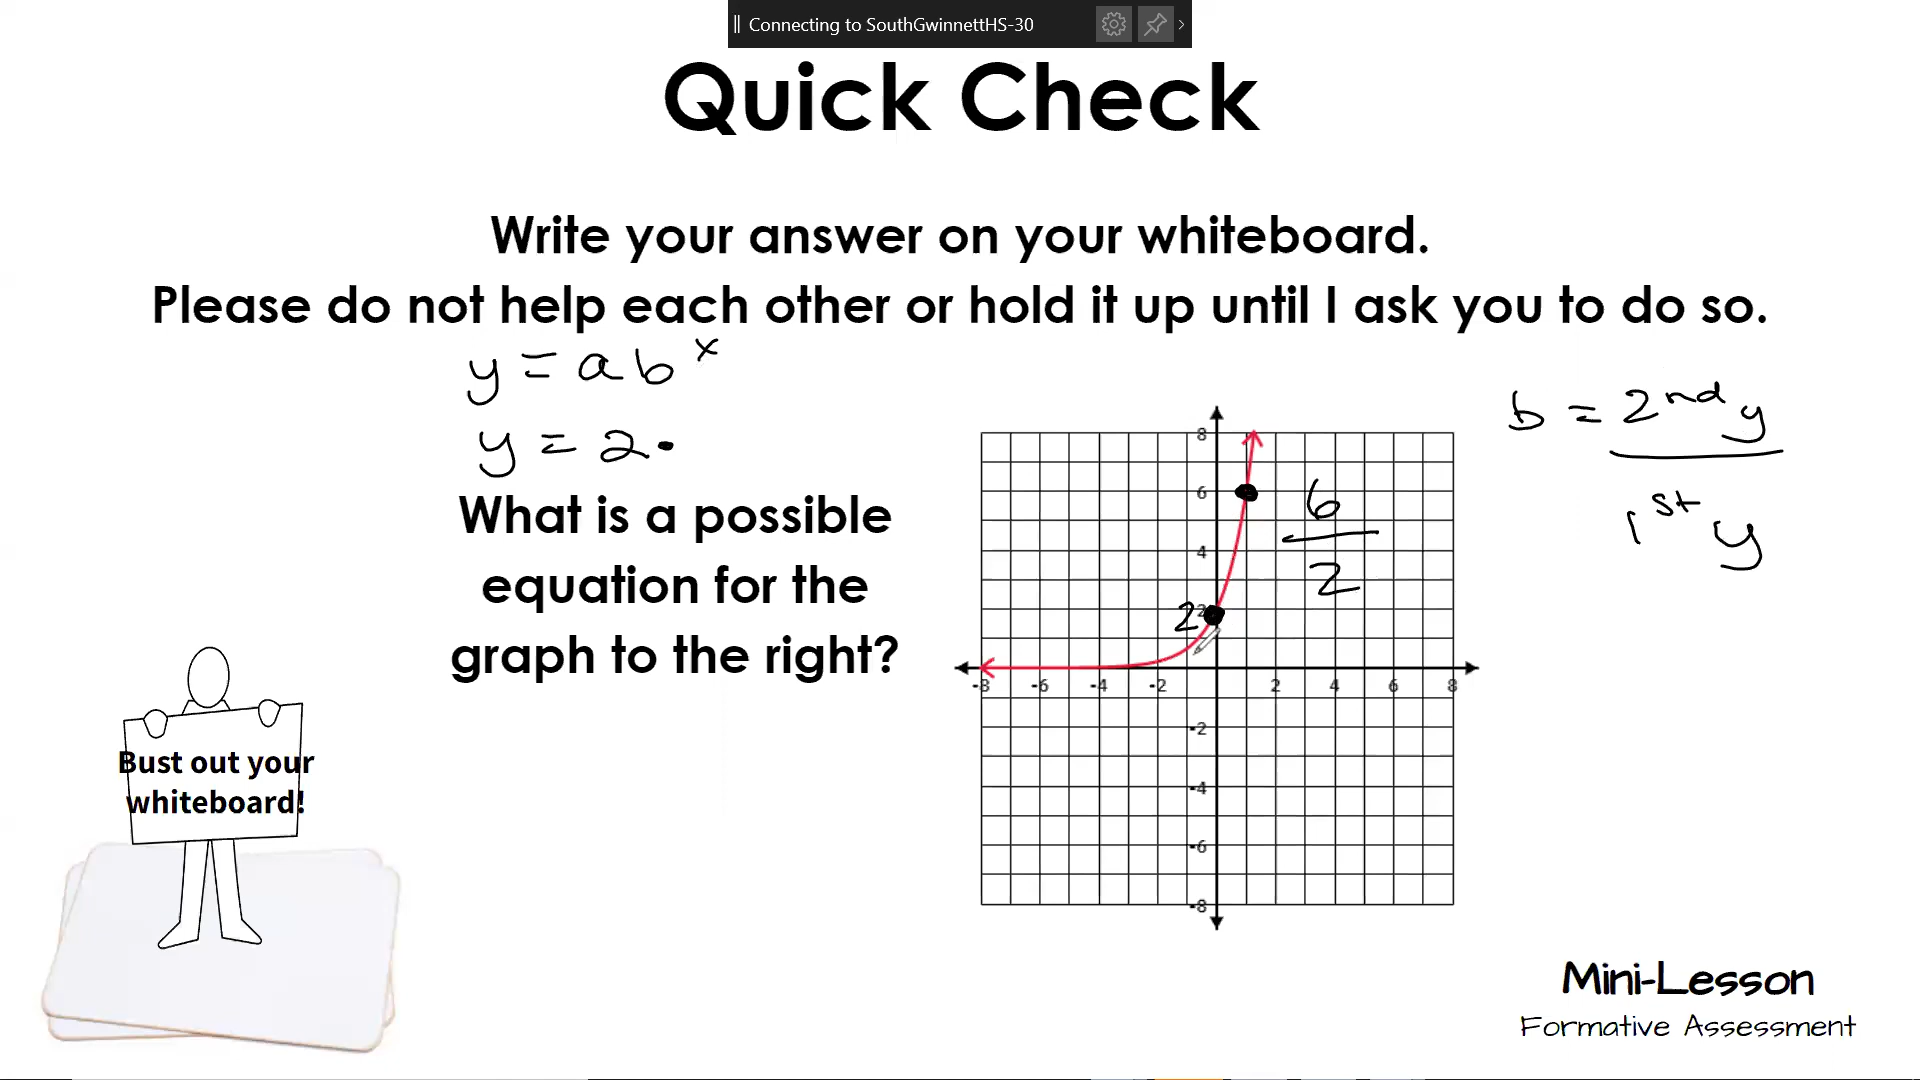 Connecting to SouthGwinnettHS-30
Quick Check
Write your answer on your whiteboard.
Please do not help each other or hold it up until I ask you to do so.
y = ab^x
y = 2•
What is a possible
equation for the
graph to the right?
b = 2nd y
1st y
8
6
4
2
2
6
2
-8 -6 -4 -2 2 4 6 8
-2
-4
-6
-8
Bust out your
whiteboard!
Mini-Lesson
Formative Assessment